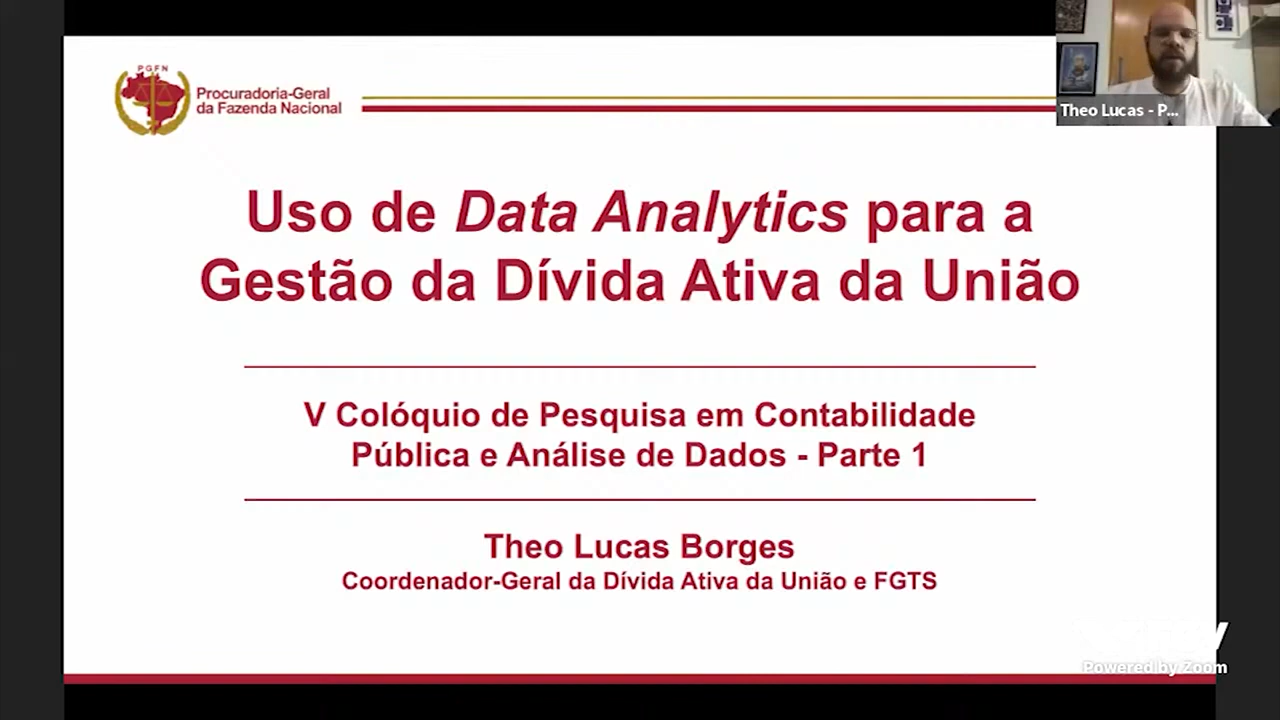 PGFN
Procuradoria-Geral
da Fazenda Nacional
Theo Lucas - P...
Uso de Data Analytics para a
Gestão da Dívida Ativa da União
V Colóquio de Pesquisa em Contabilidade
Pública e Análise de Dados - Parte 1
Theo Lucas Borges
Coordenador-Geral da Dívida Ativa da União e FGTS
Powered by Zoom